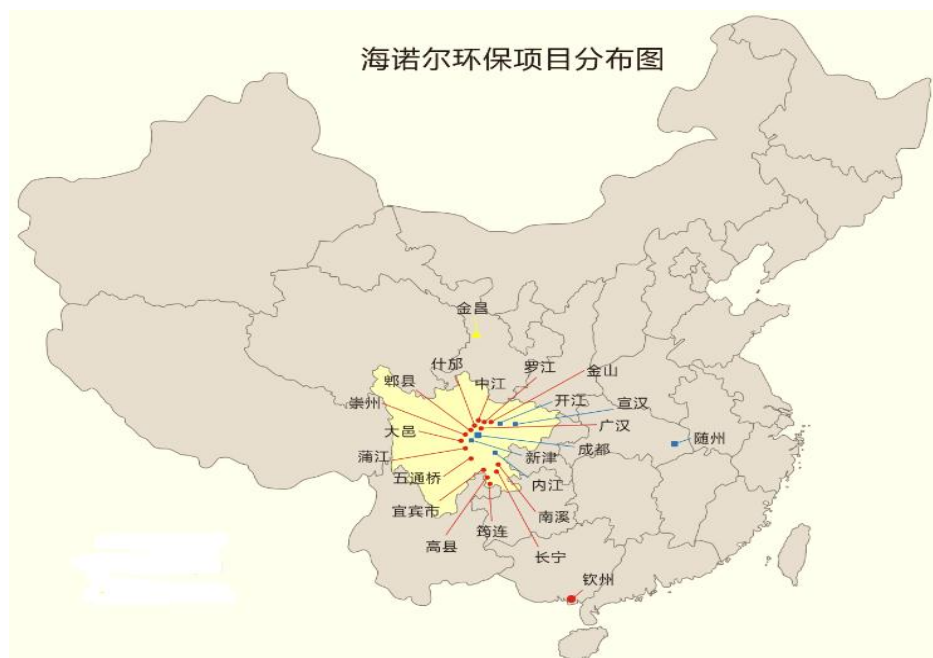 海诺尔环保项目分布图
金昌
什邡
罗江
金山
郫县
中江
开江
宣汉
崇州
广汉
大邑
成都
随州
蒲江
新津
五通桥
内江
宜宾市
南溪
高县
筠连
长宁
钦州